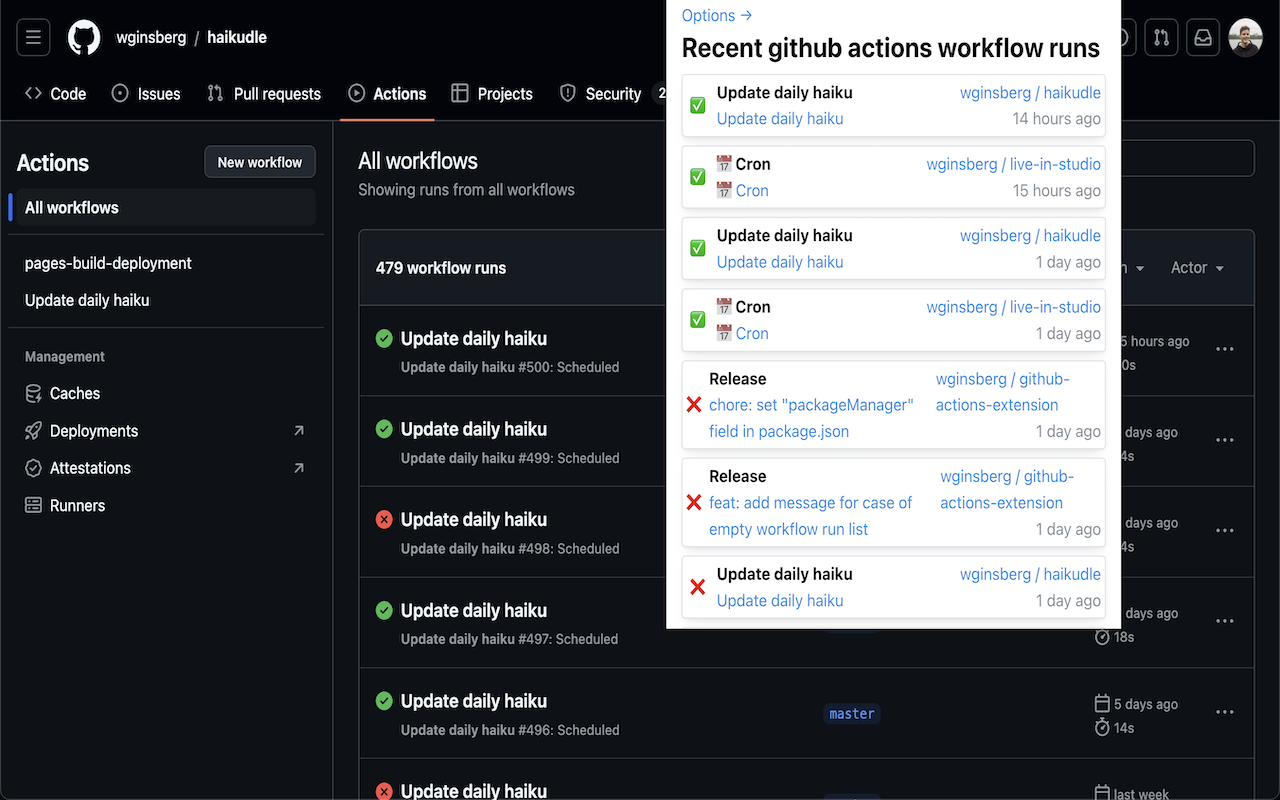 wginsberg / haikudle
Code
Issues
Pull requests
Actions
Projects
Security
2
Actions
New workflow
All workflows
pages-build-deployment
Update daily haiku
Management
Caches
Deployments
Attestations
Runners
All workflows
Showing runs from all workflows
479 workflow runs
Actor
Update daily haiku
Update daily haiku #500: Scheduled
5 hours ago
0s
Update daily haiku
Update daily haiku #499: Scheduled
days ago
4s
Update daily haiku
Update daily haiku #498: Scheduled
days ago
4s
Update daily haiku
Update daily haiku #497: Scheduled
days ago
18s
Update daily haiku
Update daily haiku #496: Scheduled
master
5 days ago
14s
Update daily haiku
last week
Options →
Recent github actions workflow runs
Update daily haiku
wginsberg / haikudle
Update daily haiku
14 hours ago
Cron
wginsberg / live-in-studio
Cron
15 hours ago
Update daily haiku
wginsberg / haikudle
Update daily haiku
1 day ago
Cron
wginsberg / live-in-studio
Cron
1 day ago
Release
wginsberg / github-
chore: set "packageManager"
actions-extension
field in package.json
1 day ago
Release
wginsberg / github-
feat: add message for case of
actions-extension
empty workflow run list
1 day ago
Update daily haiku
wginsberg / haikudle
Update daily haiku
1 day ago